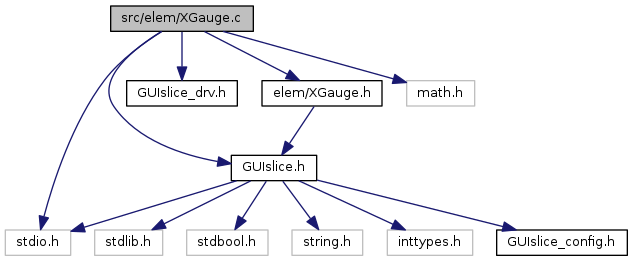 src/elem/XGauge.c
GUIslice_drv.h
elem/XGauge.h
math.h
GUIslice.h
stdio.h
stdlib.h
stdbool.h
string.h
inttypes.h
GUIslice_config.h